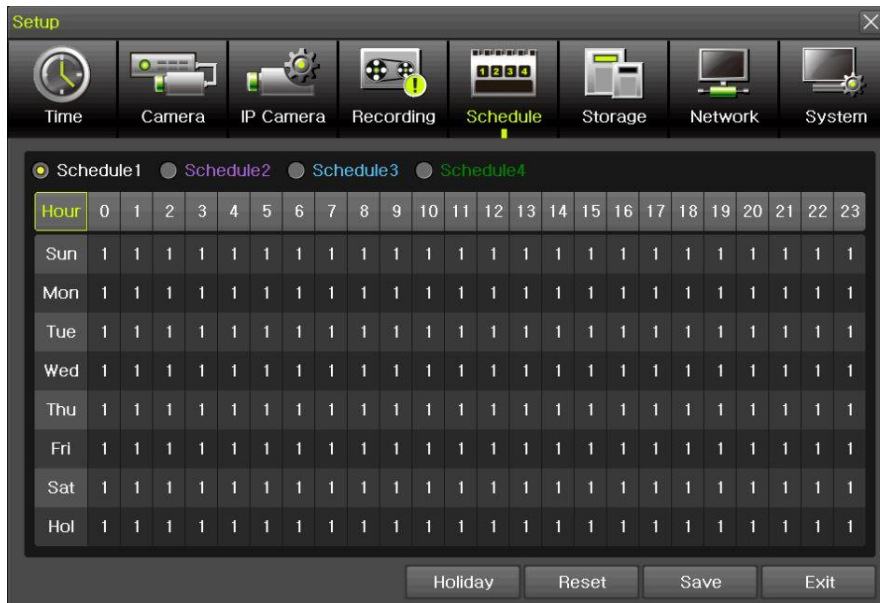 Setup
Time Camera IP Camera Recording Schedule Storage Network System
1 2 3 4
Schedule1 Schedule2 Schedule3 Schedule4
Hour 0 1 2 3 4 5 6 7 8 9 10 11 12 13 14 15 16 17 18 19 20 21 22 23
Sun 1 1 1 1 1 1 1 1 1 1 1 1 1 1 1 1 1 1 1 1 1 1 1 1
Mon 1 1 1 1 1 1 1 1 1 1 1 1 1 1 1 1 1 1 1 1 1 1 1 1
Tue 1 1 1 1 1 1 1 1 1 1 1 1 1 1 1 1 1 1 1 1 1 1 1 1
Wed 1 1 1 1 1 1 1 1 1 1 1 1 1 1 1 1 1 1 1 1 1 1 1 1
Thu 1 1 1 1 1 1 1 1 1 1 1 1 1 1 1 1 1 1 1 1 1 1 1 1
Fri 1 1 1 1 1 1 1 1 1 1 1 1 1 1 1 1 1 1 1 1 1 1 1 1
Sat 1 1 1 1 1 1 1 1 1 1 1 1 1 1 1 1 1 1 1 1 1 1 1 1
Hol 1 1 1 1 1 1 1 1 1 1 1 1 1 1 1 1 1 1 1 1 1 1 1 1
Holiday Reset Save Exit